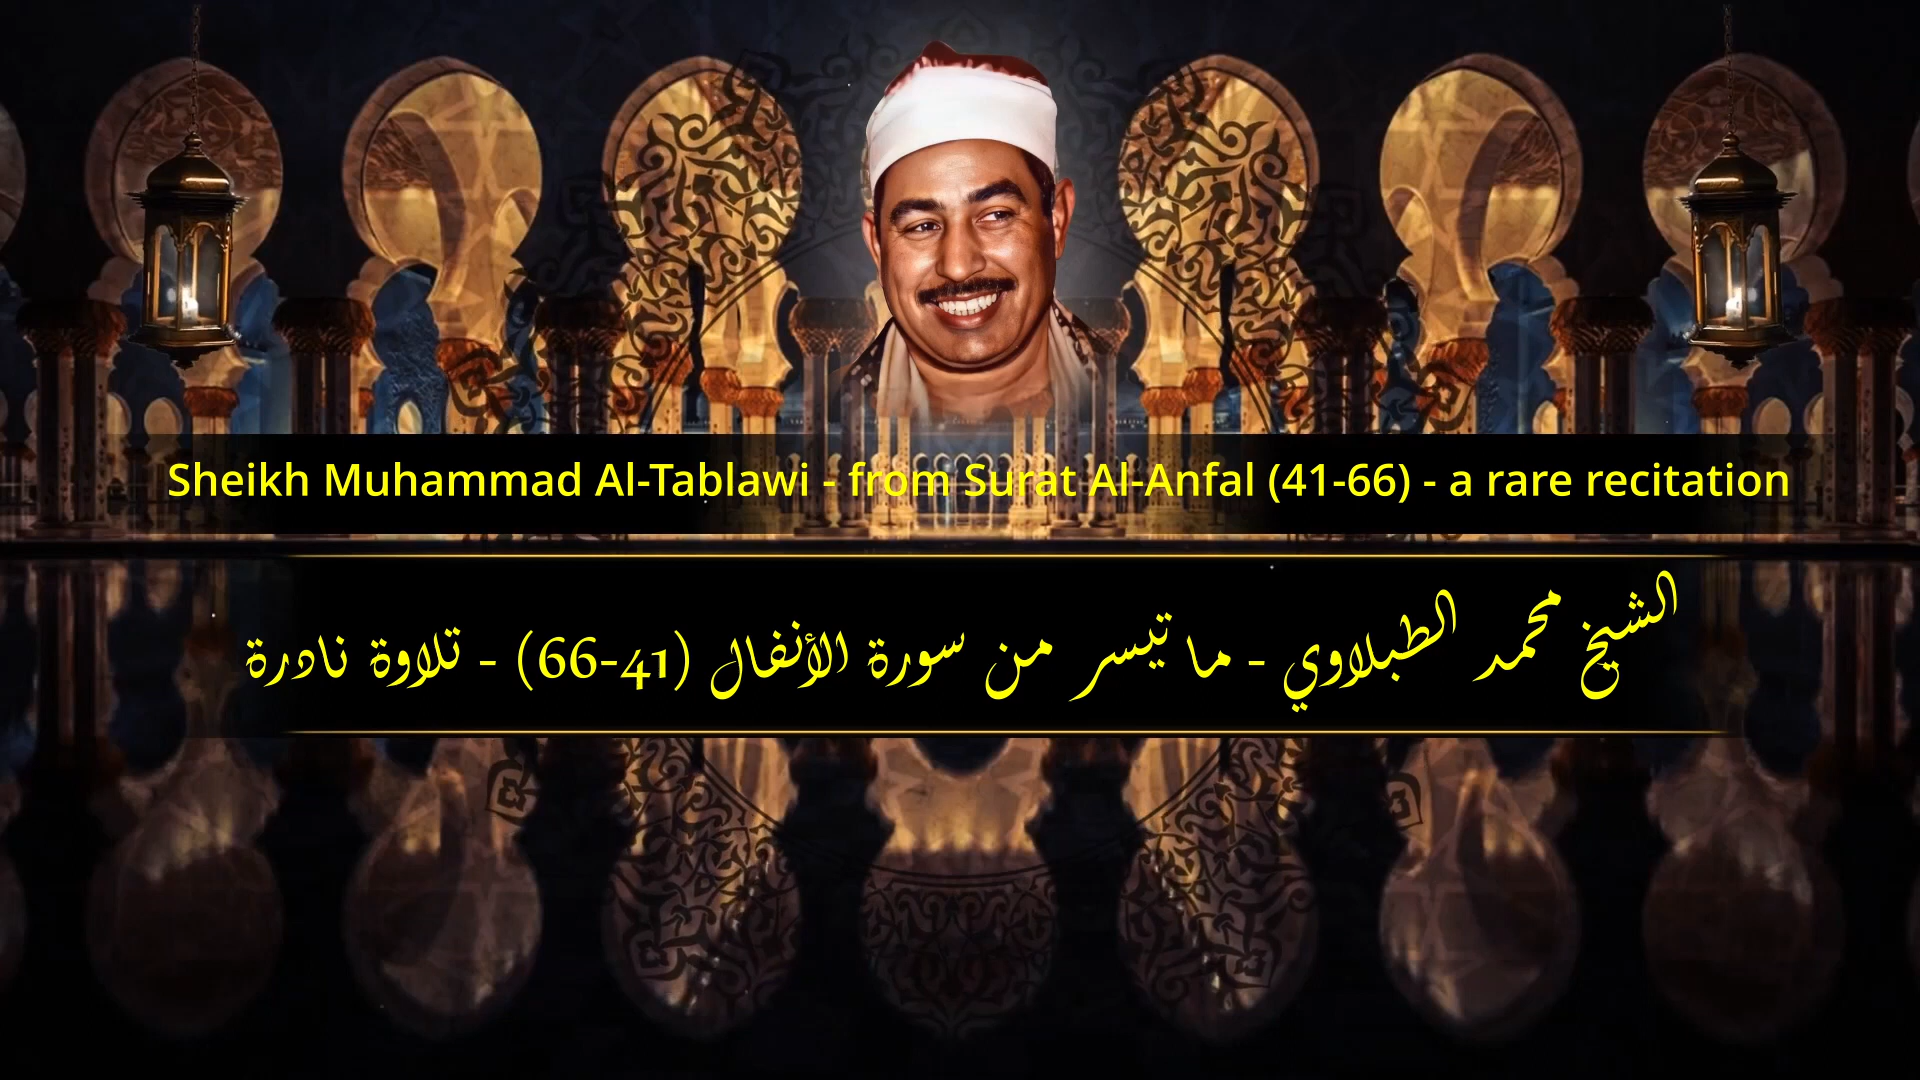 Sheikh Muhammad Al-Tablawi - from Surat Al-Anfal (41-66) - a rare recitation
الشيخ محمد الطبلاوي - ما تيسر من سورة الأنفال (41-66) - تلاوة نادرة